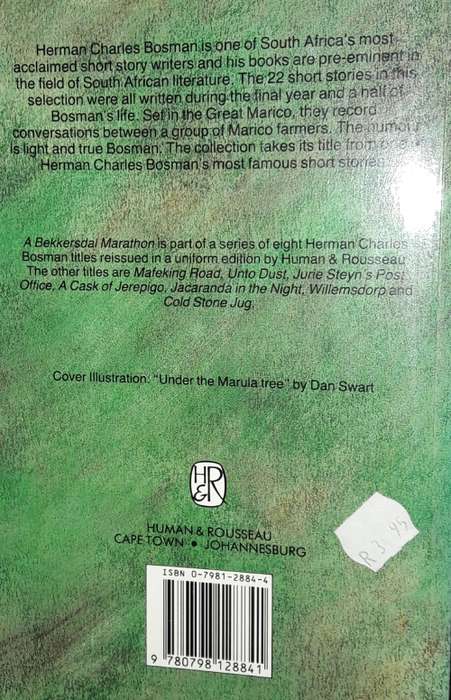 Herman Charles Bosman is one of South Africa's most
acclaimed short story writers and his books are pre-eminent in
the field of South African literature. The 22 short stories in this
selection were all written during the final year and a half of
Bosman's life. Set in the Great Marico, they record
conversations between a group of Marico farmers. The humour
is light and true Bosman. The collection takes its title from one of
Herman Charles Bosman's most famous short stories.
A Bekkersdal Marathon is part of a series of eight Herman Charles
Bosman titles reissued in a uniform edition by Human & Rousseau.
The other titles are Mafeking Road, Unto Dust, Jurie Steyn's Post
Office, A Cask of Jerepigo, Jacaranda in the Night, Willemsdorp and
Cold Stone Jug.
Cover Illustration: "Under the Marula tree" by Dan Swart
H&R
HUMAN & ROUSSEAU
CAPE TOWN • JOHANNESBURG
R3.45
ISBN 0-7981-2884-4
9 780798 128841